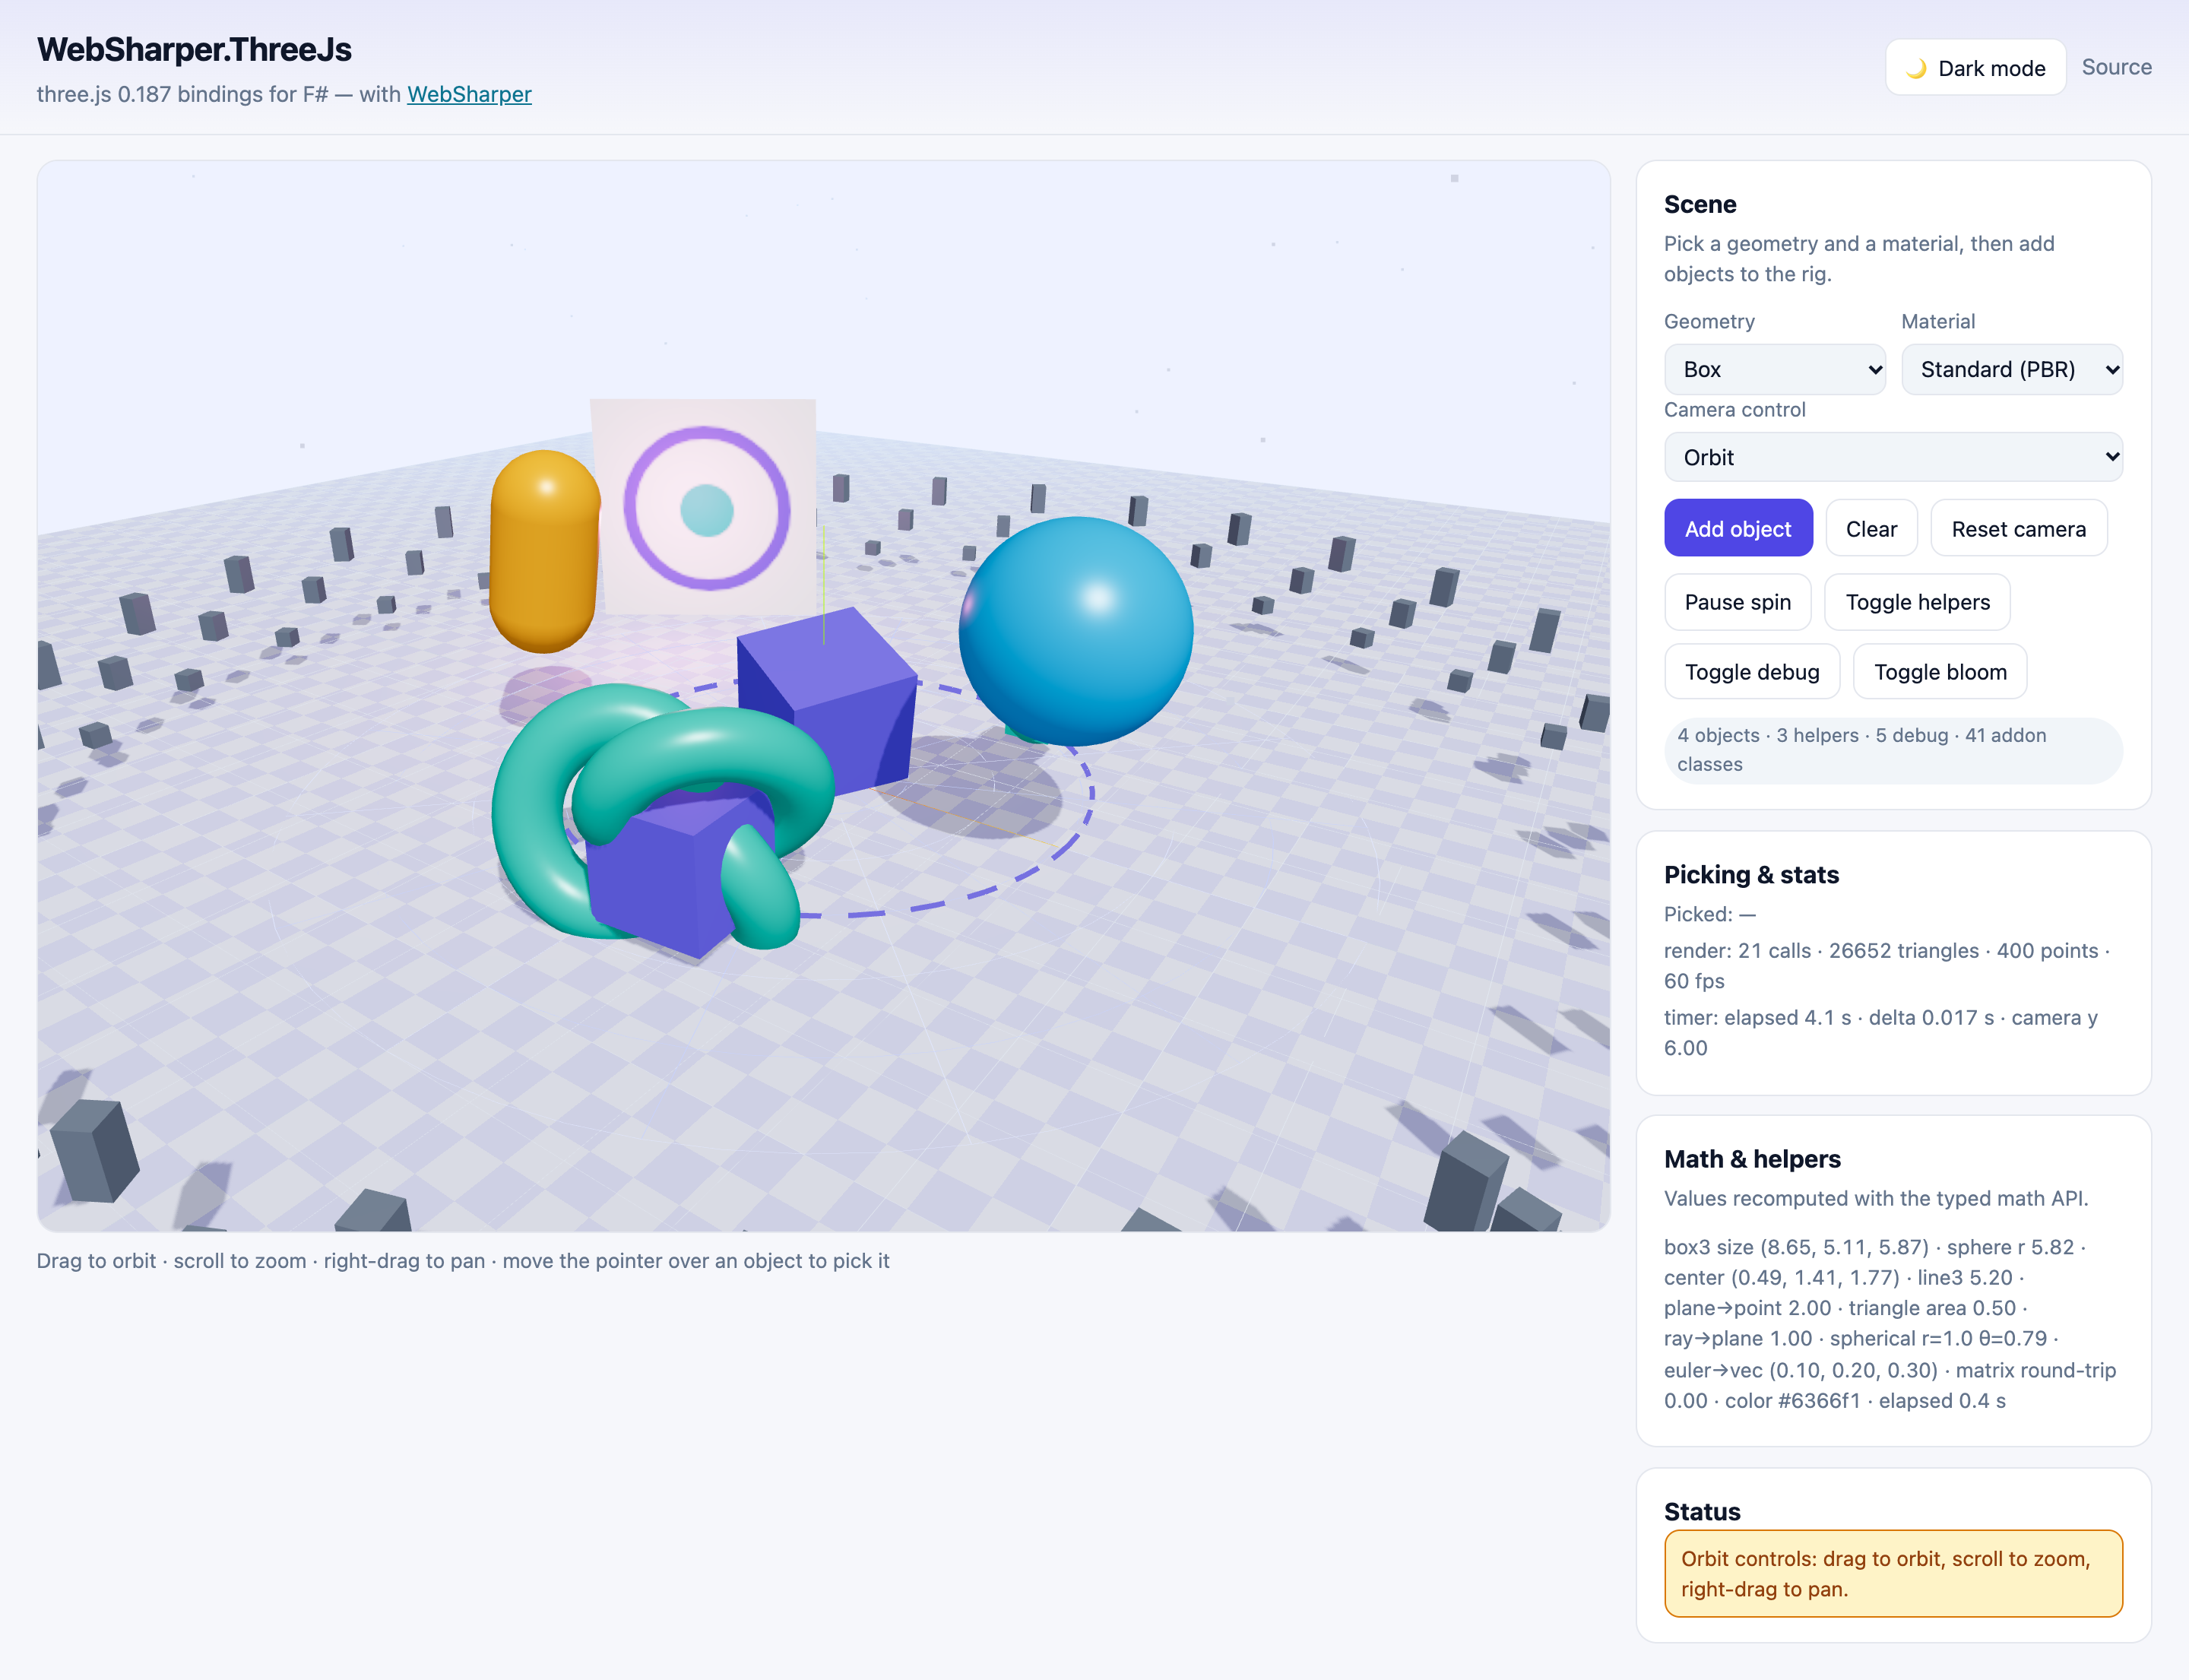 WebSharper.ThreeJs
three.js 0.187 bindings for F# — with WebSharper
🌙 Dark mode
Source
Drag to orbit · scroll to zoom · right-drag to pan · move the pointer over an object to pick it
Scene
Pick a geometry and a material, then add
objects to the rig.
Geometry
Material
Box
Standard (PBR)
Camera control
Orbit
Add object
Clear
Reset camera
Pause spin
Toggle helpers
Toggle debug
Toggle bloom
4 objects · 3 helpers · 5 debug · 41 addon
classes
Picking & stats
Picked: —
render: 21 calls · 26652 triangles · 400 points ·
60 fps
timer: elapsed 4.1 s · delta 0.017 s · camera y
6.00
Math & helpers
Values recomputed with the typed math API.
box3 size (8.65, 5.11, 5.87) · sphere r 5.82 ·
center (0.49, 1.41, 1.77) · line3 5.20 ·
plane→point 2.00 · triangle area 0.50 ·
ray→plane 1.00 · spherical r=1.0 θ=0.79 ·
euler→vec (0.10, 0.20, 0.30) · matrix round-trip
0.00 · color #6366f1 · elapsed 0.4 s
Status
Orbit controls: drag to orbit, scroll to zoom,
right-drag to pan.